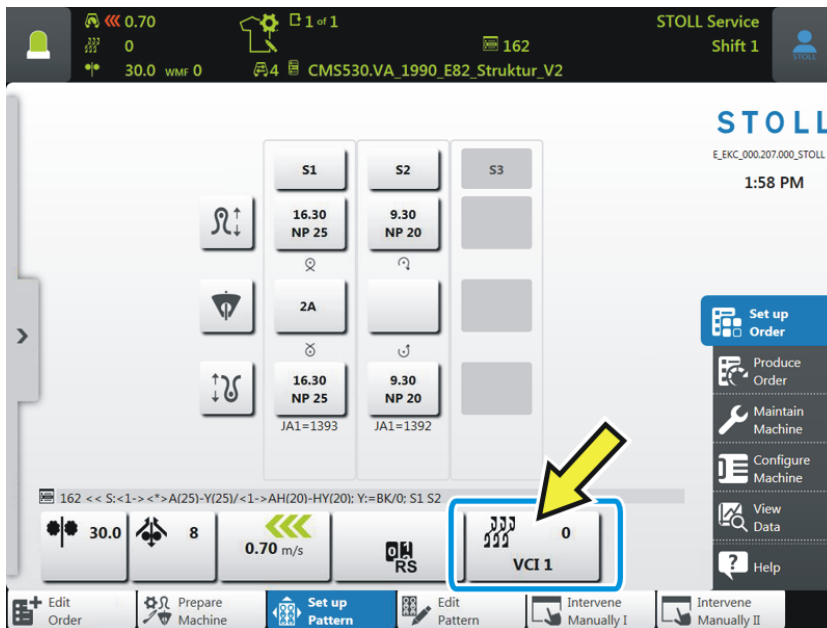 0.70
1 of 1
STOLL Service
0
162
Shift 1
30.0 WMF 0
4 CMS530.VA_1990_E82_Struktur_V2
STOLL
STOLL
E_EKC_000.207.000_STOLL
1:58 PM
S1
S2
S3
16.30
NP 25
9.30
NP 20
2A
16.30
NP 25
9.30
NP 20
JA1=1393
JA1=1392
Set up
Order
Produce
Order
Maintain
Machine
Configure
Machine
View
Data
? Help
162 << S:<1-><*>A(25)-Y(25)/<1->AH(20)-HY(20); Y:=BK/0; S1 S2
30.0
8
0.70 m/s
RS
0
VCI 1
Edit
Order
Prepare
Machine
Set up
Pattern
Edit
Pattern
Intervene
Manually I
Intervene
Manually II